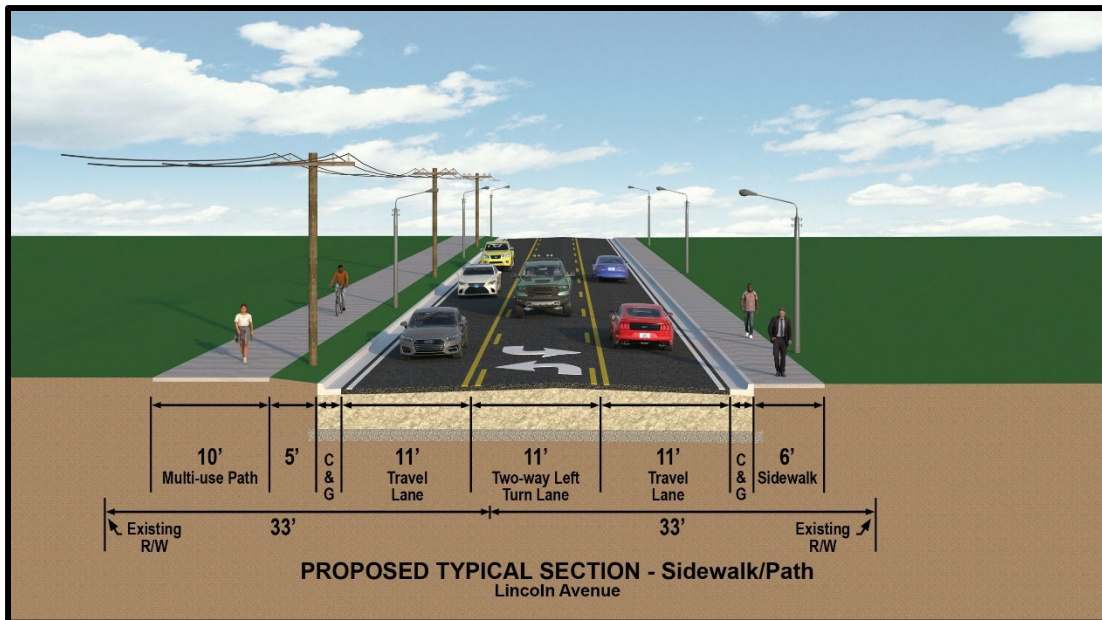 10'
Multi-use Path
5'
C
&
G
11'
Travel
Lane
11'
Two-way Left
Turn Lane
11'
Travel
Lane
C
&
G
6'
Sidewalk
Existing
R/W
33'
33'
Existing
R/W
PROPOSED TYPICAL SECTION - Sidewalk/Path
Lincoln Avenue